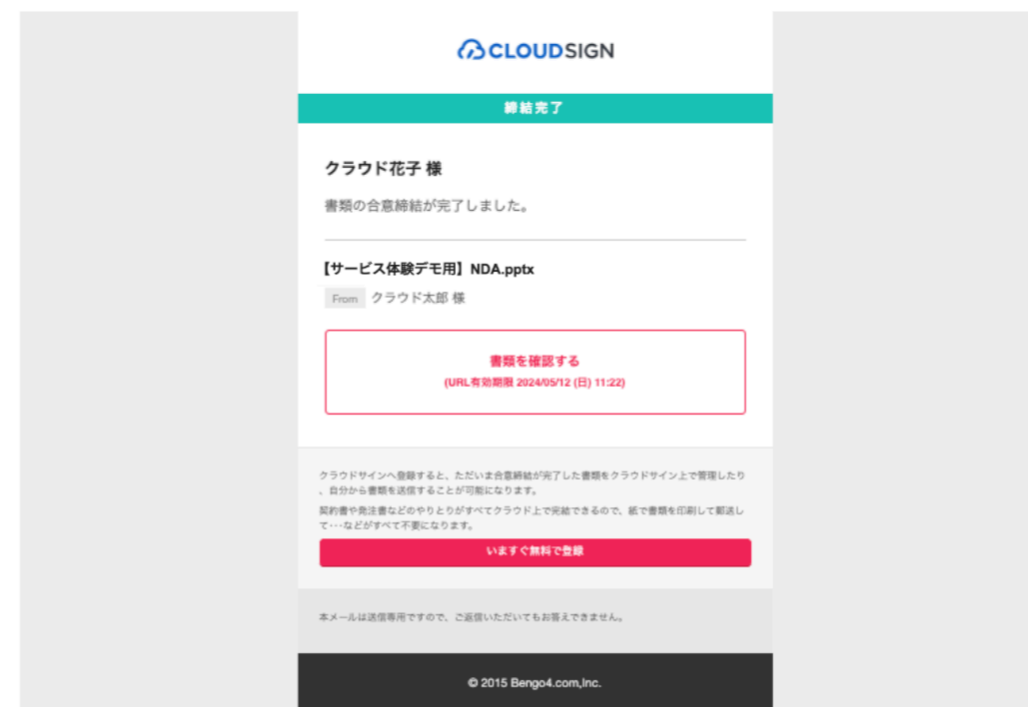 CLOUDSIGN
締結完了
クラウド花子 様
書類の合意締結が完了しました。
【サービス体験デモ用】NDA.pptx
From クラウド太郎 様
書類を確認する
(URL有効期限 2024/05/12 (日) 11:22)
クラウドサインへ登録すると、ただいま合意締結が完了した書類をクラウドサイン上で管理したり
、自分から書類を送信することが可能になります。
契約書や発注書などのやりとりがすべてクラウド上で完結できるので、紙で書類を印刷して郵送し
て･･･などがすべて不要になります。
いますぐ無料で登録
本メールは送信専用ですので、ご返信いただいてもお答えできません。
© 2015 Bengo4.com,Inc.